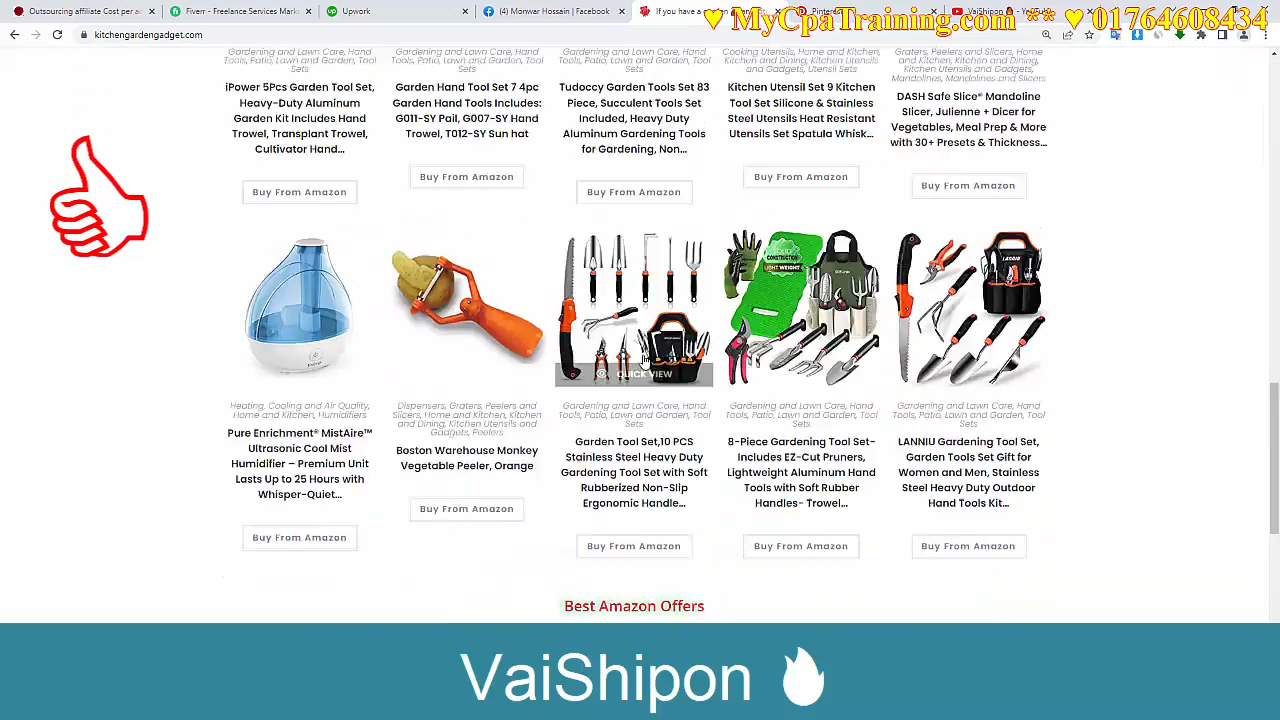 Outsourcing affiliate Cost per ac
Fiverr - Freelance Services Mark
Upwork
(4) Monwar Hossain | Facebook
If you have a
Pinterest
VaiShipon - YouTube
♥ MyCpaTraining.com ** ♥ 01764608434
kitchengardengadget.com
Gardening and Lawn Care, Hand
Tools, Patio, Lawn and Garden, Tool
Sets
iPower 5Pcs Garden Tool Set,
Heavy-Duty Aluminum
Garden Kit Includes Hand
Trowel, Transplant Trowel,
Cultivator Hand...
Buy From Amazon
Gardening and Lawn Care, Hand
Tools, Patio, Lawn and Garden, Tool
Sets
Garden Hand Tool Set 7 4pc
Garden Hand Tools Includes:
G011-SY Pail, G007-SY Hand
Trowel, T012-SY Sun hat
Buy From Amazon
Gardening and Lawn Care, Hand
Tools, Patio, Lawn and Garden, Tool
Sets
Tudoccy Garden Tools Set 83
Piece, Succulent Tools Set
Included, Heavy Duty
Aluminum Gardening Tools
for Gardening, Non...
Buy From Amazon
Cooking Utensils, Home and Kitchen,
Kitchen and Dining, Kitchen Utensils
and Gadgets, Utensil Sets
Kitchen Utensil Set 9 Kitchen
Tool Set Silicone & Stainless
Steel Utensils Heat Resistant
Utensils Set Spatula Whisk...
Buy From Amazon
Graters, Peelers and Slicers, Home
and Kitchen, Kitchen and Dining,
Kitchen Utensils and Gadgets,
Mandolines, Mandolines and Slicers
DASH Safe Slice® Mandoline
Slicer, Julienne + Dicer for
Vegetables, Meal Prep & More
with 30+ Presets & Thickness...
Buy From Amazon
QUICK VIEW
CONSTRUCTION
LIGHT WEIGHT
LANNIU
Heating, Cooling and Air Quality,
Home and Kitchen, Humidifiers
Pure Enrichment® MistAire™
Ultrasonic Cool Mist
Humidifier – Premium Unit
Lasts Up to 25 Hours with
Whisper-Quiet...
Buy From Amazon
Dispensers, Graters, Peelers and
Slicers, Home and Kitchen, Kitchen
and Dining, Kitchen Utensils and
Gadgets, Peelers
Boston Warehouse Monkey
Vegetable Peeler, Orange
Buy From Amazon
Gardening and Lawn Care, Hand
Tools, Patio, Lawn and Garden, Tool
Sets
Garden Tool Set,10 PCS
Stainless Steel Heavy Duty
Gardening Tool Set with Soft
Rubberized Non-Slip
Ergonomic Handle...
Buy From Amazon
Gardening and Lawn Care, Hand
Tools, Patio, Lawn and Garden, Tool
Sets
8-Piece Gardening Tool Set-
Includes EZ-Cut Pruners,
Lightweight Aluminum Hand
Tools with Soft Rubber
Handles- Trowel...
Buy From Amazon
Gardening and Lawn Care, Hand
Tools, Patio, Lawn and Garden, Tool
Sets
LANNIU Gardening Tool Set,
Garden Tools Set Gift for
Women and Men, Stainless
Steel Heavy Duty Outdoor
Hand Tools Kit...
Buy From Amazon
Best Amazon Offers
VaiShipon